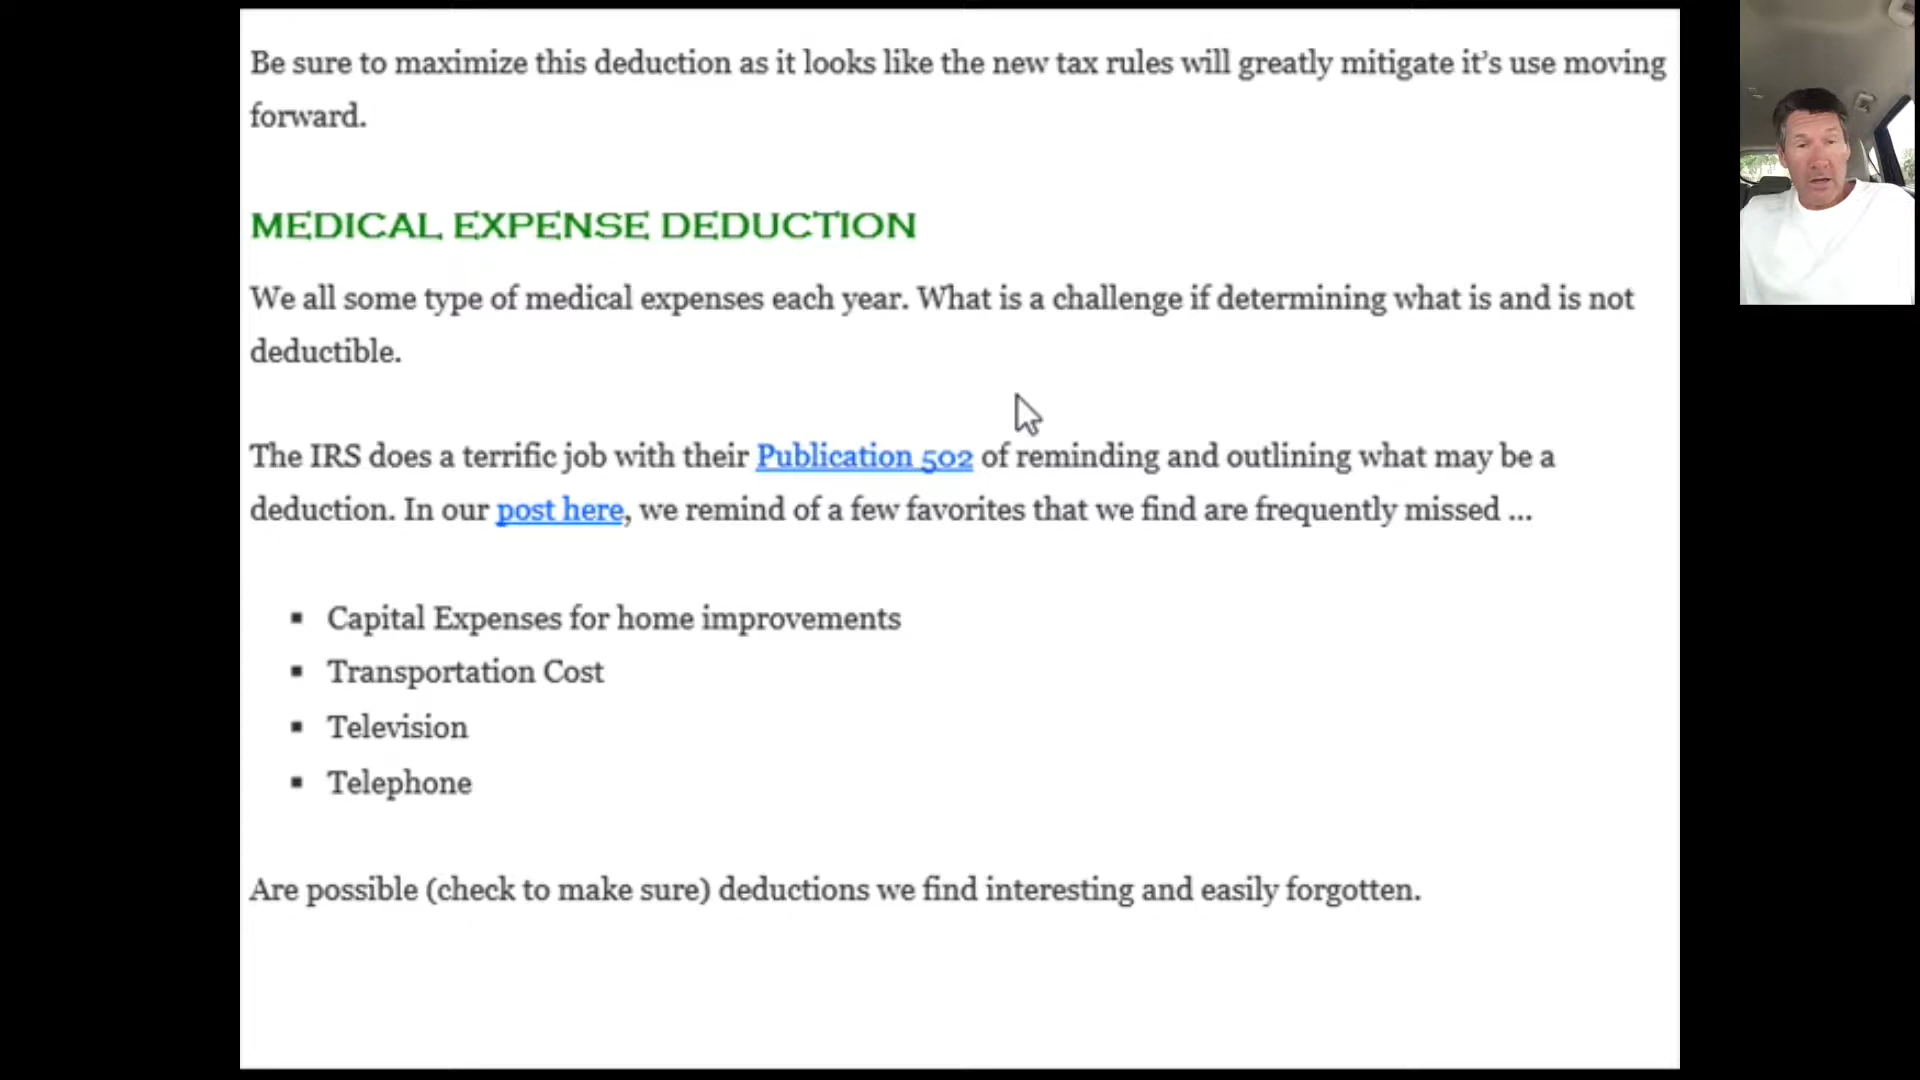 Be sure to maximize this deduction as it looks like the new tax rules will greatly mitigate it's use moving
forward.
MEDICAL EXPENSE DEDUCTION
We all some type of medical expenses each year. What is a challenge if determining what is and is not
deductible.
The IRS does a terrific job with their Publication 502 of reminding and outlining what may be a
deduction. In our post here, we remind of a few favorites that we find are frequently missed ...
▪ Capital Expenses for home improvements
▪ Transportation Cost
▪ Television
▪ Telephone
Are possible (check to make sure) deductions we find interesting and easily forgotten.